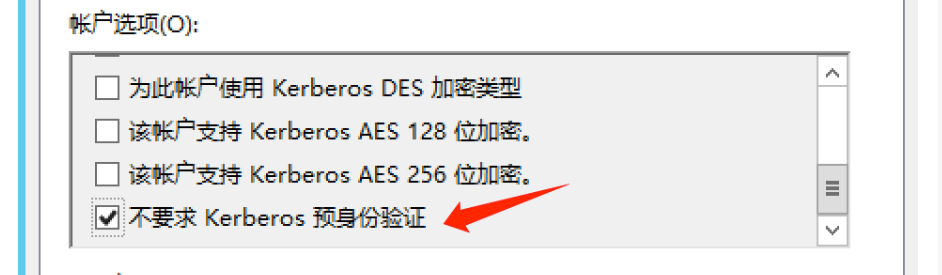 帐户选项(O):
为此帐户使用 Kerberos DES 加密类型
该帐户支持 Kerberos AES 128 位加密。
该帐户支持 Kerberos AES 256 位加密。
不要求 Kerberos 预身份验证